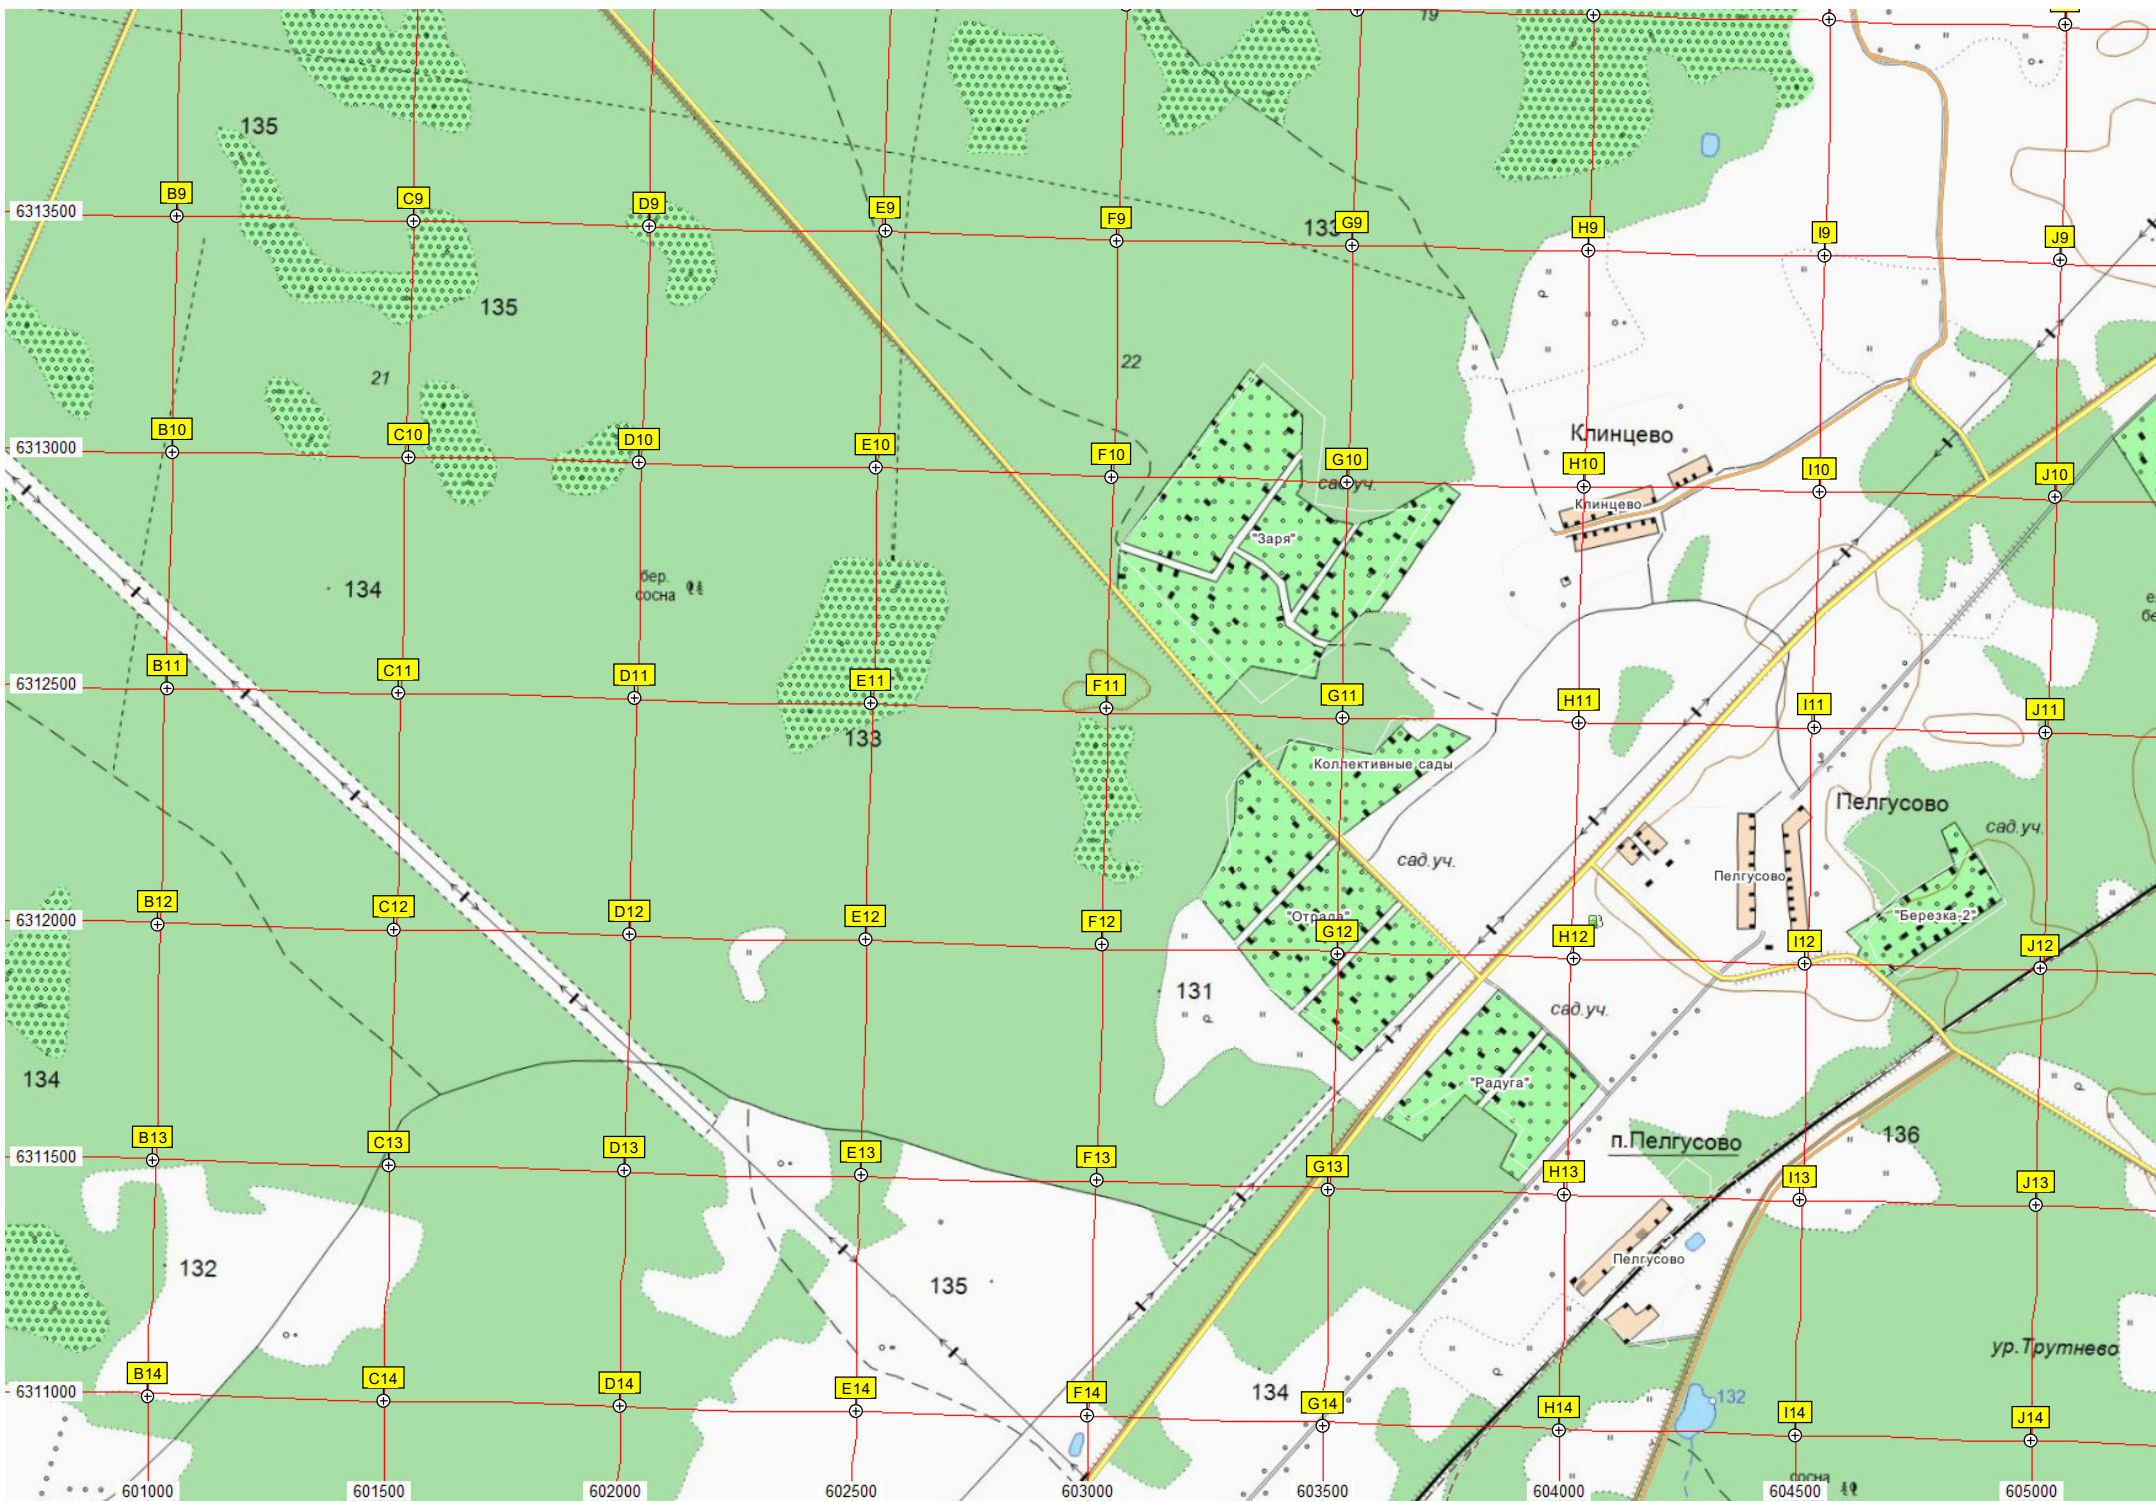 19
135
B9
C9
D9
E9
F9
133
G9
H9
I9
J9
6313500
135
21
22
Клинцево
B10
C10
D10
E10
F10
G10
H10
I10
J10
6313000
сад.уч.
Клинцево
"Заря"
134
бер.
сосна
B11
C11
D11
E11
F11
G11
H11
I11
J11
6312500
133
Коллективные сады
Пелгусово
сад.уч.
сад.уч.
Пелгусово
B12
C12
D12
E12
F12
"Отрада"
G12
H12
I12
"Березка-2"
J12
6312000
131
сад.уч.
134
"Радуга"
п.Пелгусово
136
B13
C13
D13
E13
F13
G13
H13
I13
J13
6311500
132
135
Пелгусово
ур.Трутнево
B14
C14
D14
E14
F14
134
G14
H14
132
I14
J14
6311000
сосна
601000
601500
602000
602500
603000
603500
604000
604500
605000